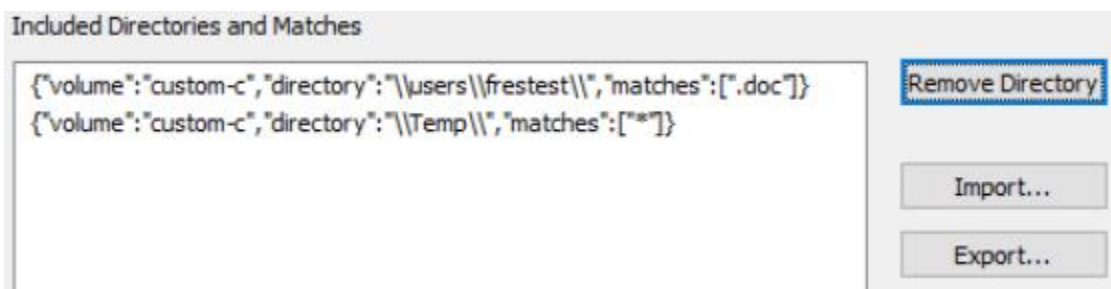 Included Directories and Matches
{"volume":"custom-c","directory":"\\users\\frestest\\","matches":[".doc"]}
{"volume":"custom-c","directory":"\\Temp\\","matches":["*"]}
Remove Directory
Import...
Export...